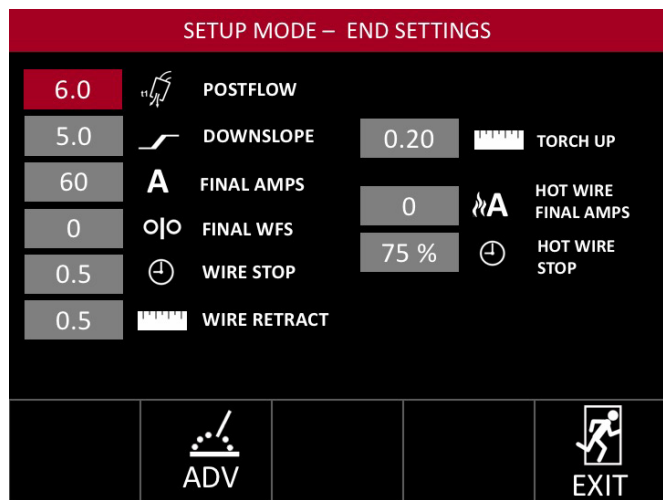 SETUP MODE – END SETTINGS
6.0 POSTFLOW
5.0 DOWNSLOPE
60 A FINAL AMPS
0 FINAL WFS
0.5 WIRE STOP
0.5 WIRE RETRACT
0.20 TORCH UP
0 A HOT WIRE
FINAL AMPS
75 % HOT WIRE
STOP
ADV
EXIT